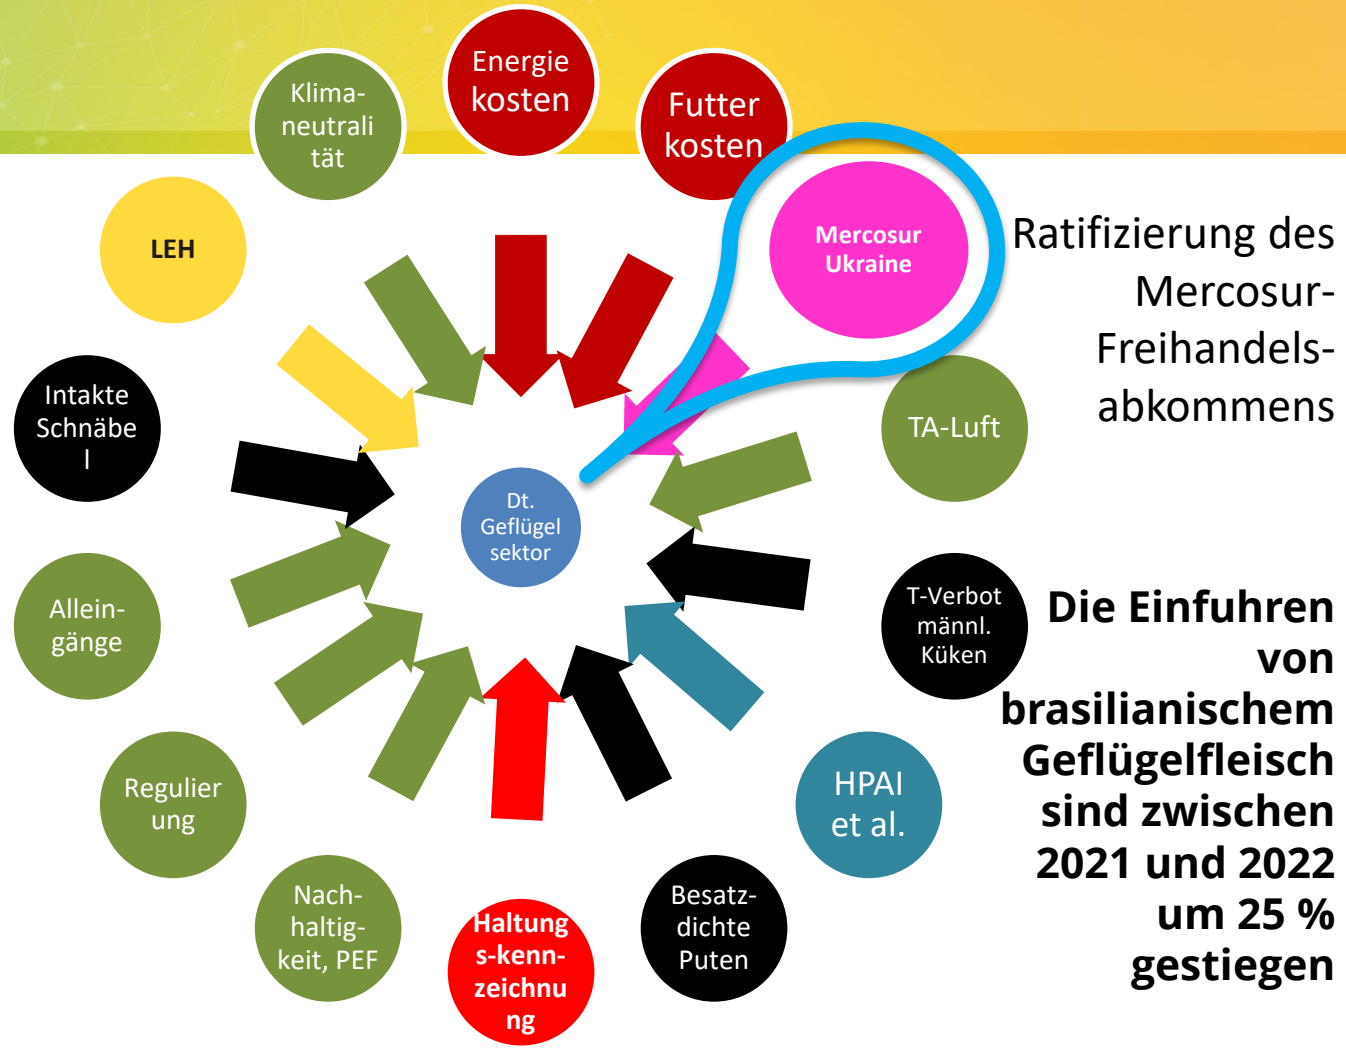 Energie
kosten
Futter
kosten
Mercosur
Ukraine
TA-Luft
T-Verbot
männl.
Küken
HPAI
et al.
Besatz-
dichte
Puten
Haltung
s-kenn-
zeichnu
ng
Nach-
haltig-
keit, PEF
Regulier
ung
Allein-
gänge
Intakte
Schnäbe
l
LEH
Klima-
neutrali
tät
Dt.
Geflügel
sektor
Ratifizierung des
Mercosur-
Freihandels-
abkommens
Die Einfuhren
von
brasilianischem
Geflügelfleisch
sind zwischen
2021 und 2022
um 25 %
gestiegen